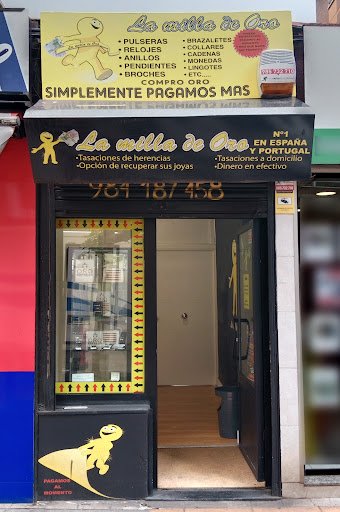 La milla de Oro
• PULSERAS
• RELOJES
• ANILLOS
• PENDIENTES
• BROCHES
• BRAZALETES
• COLLARES
• CADENAS
• MONEDAS
• LINGOTES
• ETC....
COMPRO ORO
SIMPLEMENTE PAGAMOS MAS
La milla de Oro
Nº1
EN ESPAÑA
Y PORTUGAL
• Tasaciones de herencias
• Opción de recuperar sus joyas
• Tasaciones a domicilio
• Dinero en efectivo
984 187 458
PAGAMOS
AL
MOMENTO